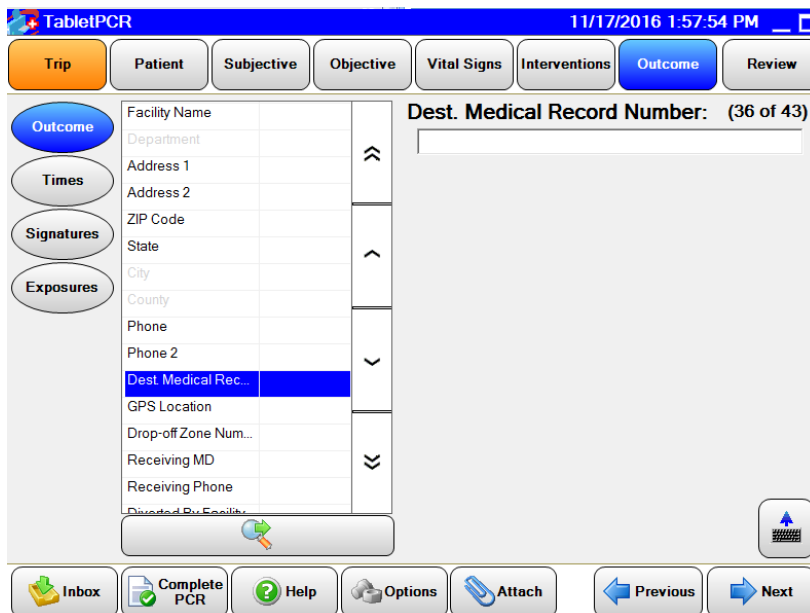 TabletPCR 11/17/2016 1:57:54 PM
Trip Patient Subjective Objective Vital Signs Interventions Outcome Review
Outcome
Times
Signatures
Exposures
Facility Name
Department
Address 1
Address 2
ZIP Code
State
City
County
Phone
Phone 2
Dest. Medical Rec...
GPS Location
Drop-off Zone Num...
Receiving MD
Receiving Phone
Diverted By Facility
Dest. Medical Record Number: (36 of 43)
Inbox Complete PCR Help Options Attach Previous Next